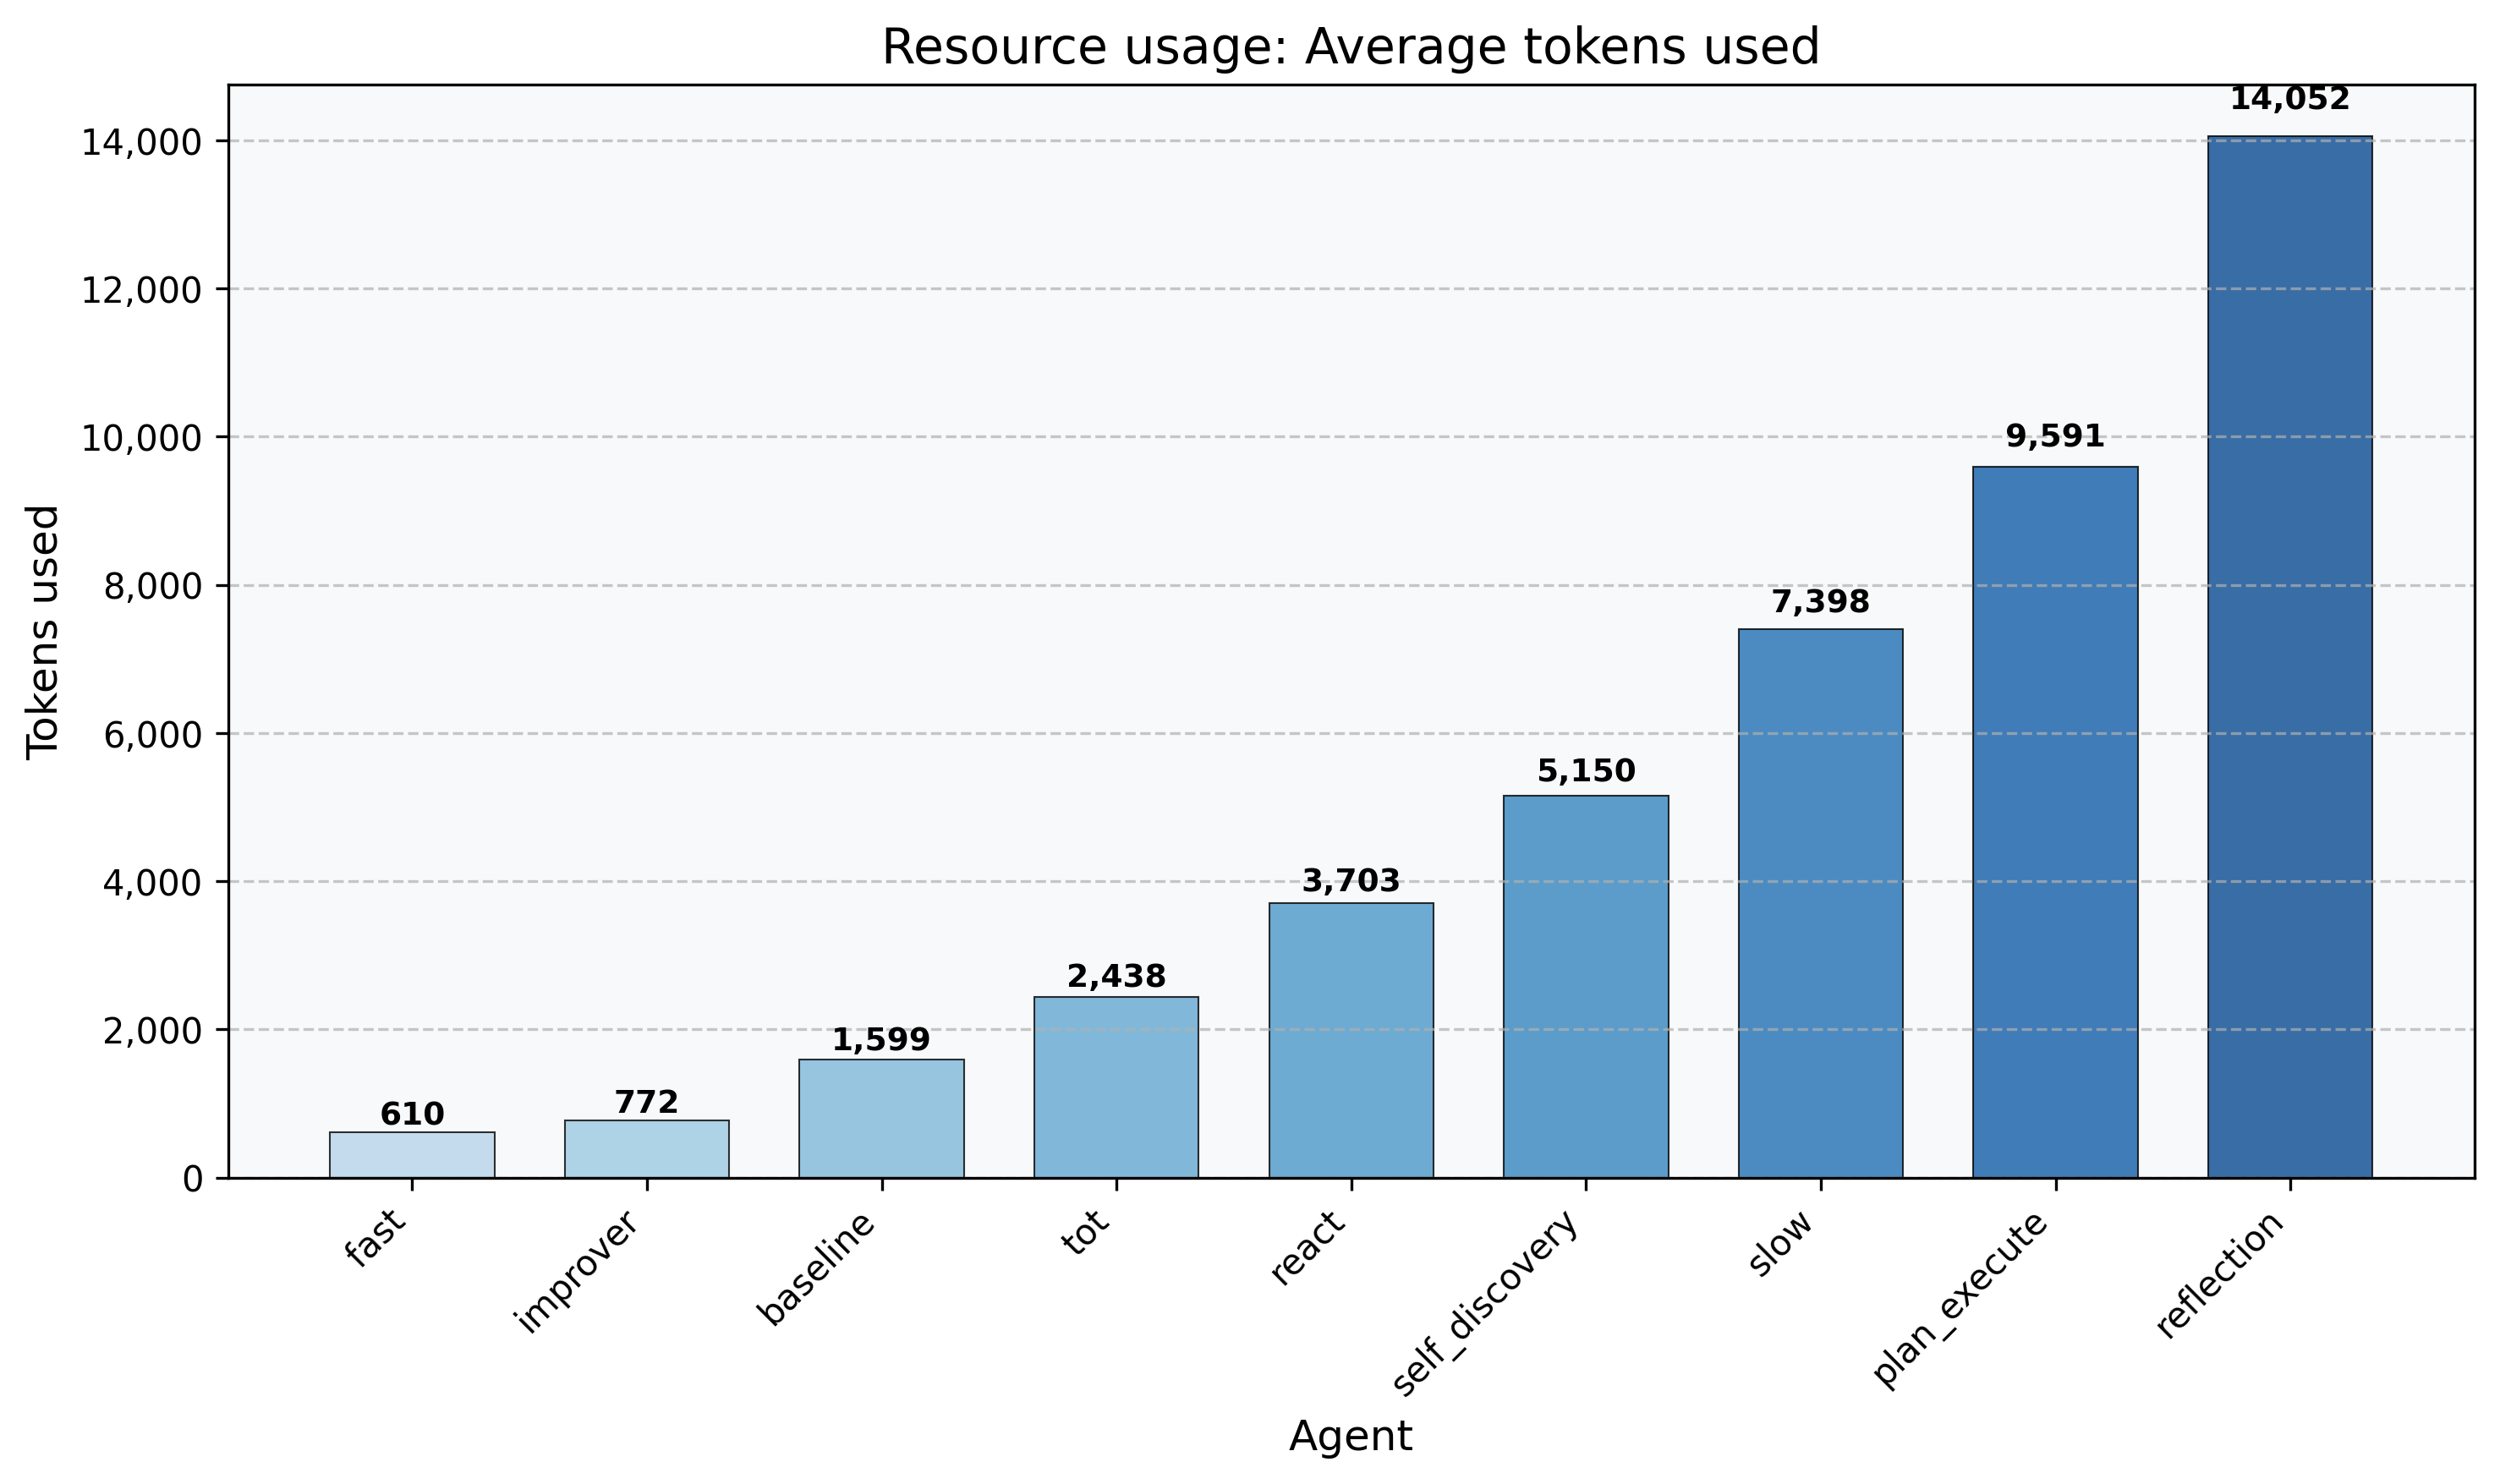 Resource usage: Average tokens used
Tokens used
14,000
12,000
10,000
8,000
6,000
4,000
2,000
0
610
772
1,599
2,438
3,703
5,150
7,398
9,591
14,052
fast
improver
baseline
tot
react
self_discovery
slow
plan_execute
reflection
Agent